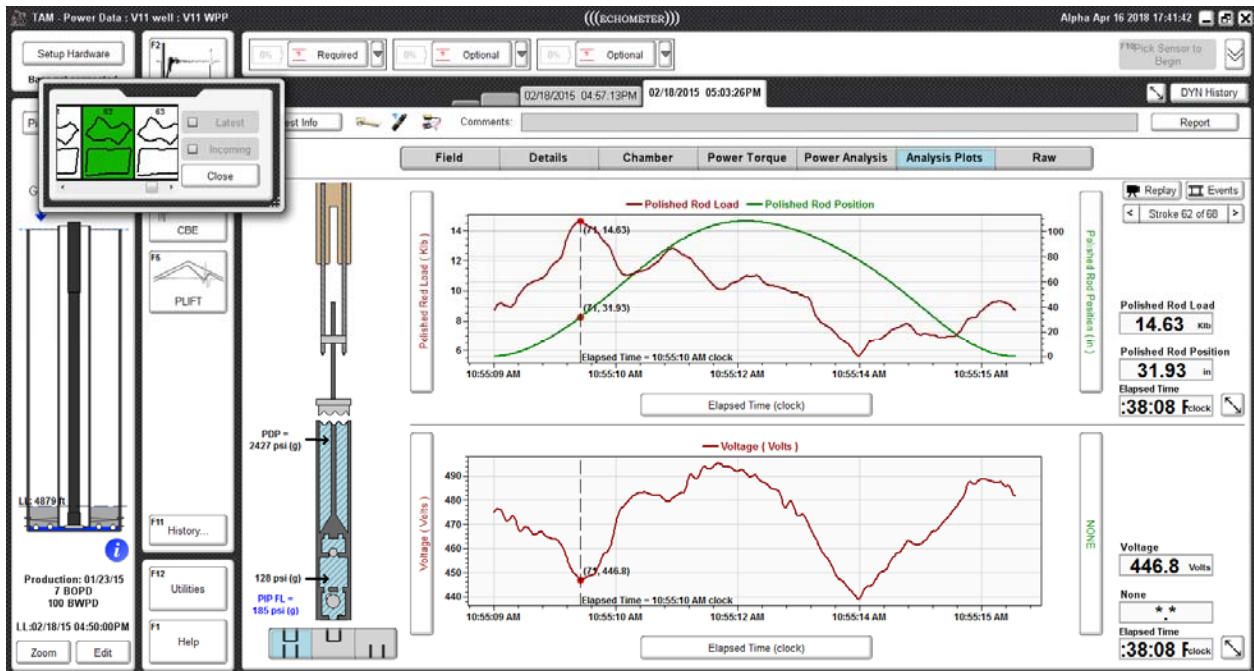 TAM - Power Data : V11 well : V11 WPP
(((ECHOMETER)))
Alpha Apr 16 2018 17:41:42
Setup Hardware
F2
0%
Required
0%
Optional
0%
Optional
F10Pick Sensor to
Begin
02/18/2015 04:57:13PM
02/18/2015 05:03:26PM
DYN History
62
63
Latest
Incoming
Close
Comments:
Report
Field
Details
Chamber
Power Torque
Power Analysis
Analysis Plots
Raw
Replay
Events
< Stroke 62 of 68 >
CBE
F5
PLIFT
Polished Rod Load
Polished Rod Position
Polished Rod Load ( Klb )
14
12
10
8
6
(71, 14.63)
(71, 31.93)
Elapsed Time = 10:55:10 AM clock
100
80
60
40
20
0
Polished Rod Position ( in )
10:55:09 AM
10:55:10 AM
10:55:12 AM
10:55:14 AM
10:55:15 AM
Elapsed Time (clock)
Polished Rod Load
14.63 Klb
Polished Rod Position
31.93 in
Elapsed Time
:38:08 F clock
PDP =
2427 psi (g)
128 psi (g)
PIP FL =
185 psi (g)
LL: 4879 ft
i
F11
History...
F12
Utilities
F1
Help
Production: 01/23/15
7 BOPD
100 BWPD
LL:02/18/15 04:50:00PM
Zoom
Edit
Voltage ( Volts )
Voltage ( Volts )
490
480
470
460
450
440
(71, 446.8)
Elapsed Time = 10:55:10 AM clock
NONE
10:55:09 AM
10:55:10 AM
10:55:12 AM
10:55:14 AM
10:55:15 AM
Elapsed Time (clock)
Voltage
446.8 Volts
None
* *
Elapsed Time
:38:08 F clock